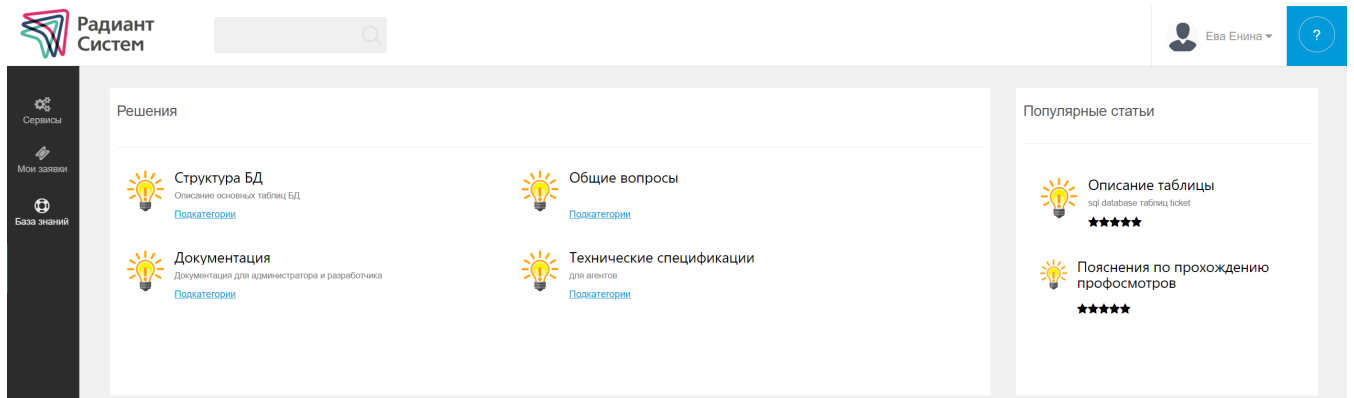 Радиант
Систем
Ева Енина
?
Сервисы
Мои заявки
База знаний
Решения
Структура БД
Описание основных таблиц БД
Подкатегории
Общие вопросы
Подкатегории
Документация
Документация для администратора и разработчика
Подкатегории
Технические спецификации
для агентов
Подкатегории
Популярные статьи
Описание таблицы
sql database таблиц ticket
Пояснения по прохождению
профосмотров